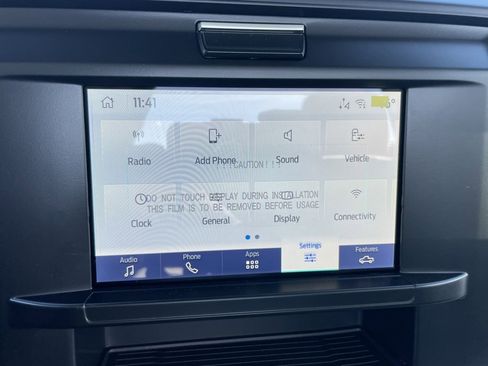 11:41
Radio
Add Phone
Sound
Vehicle
! ! ! CAUTION ! ! !
DO NOT TOUCH DISPLAY DURING INSTALLATION
THIS FILM IS TO BE REMOVED BEFORE USAGE
Clock
General
Display
Connectivity
Audio
Phone
Apps
Settings
Features